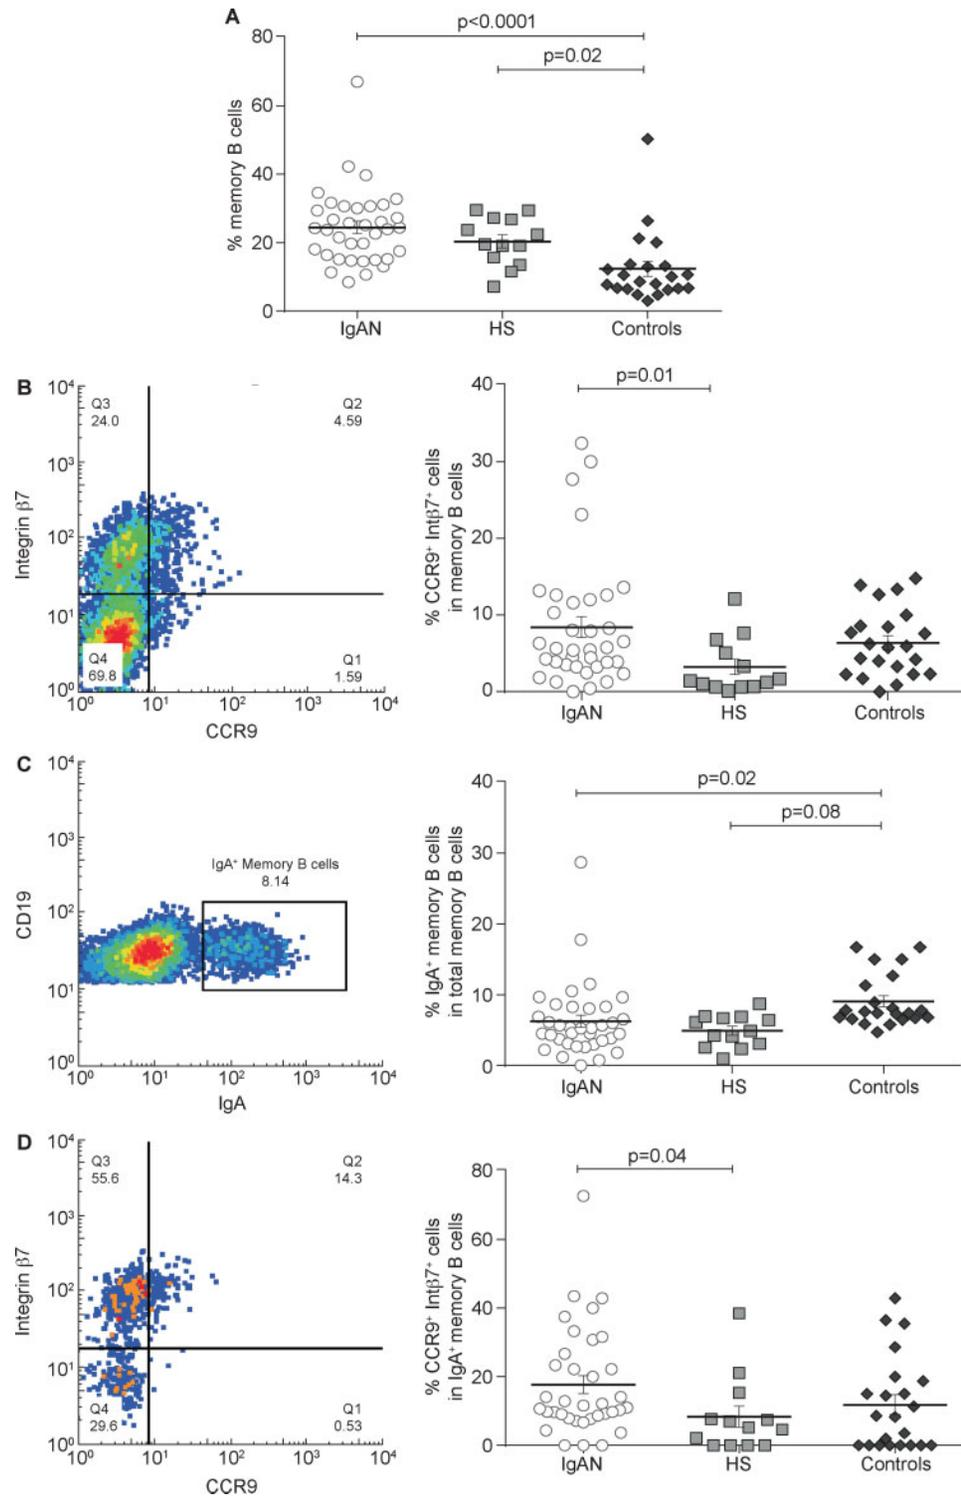 A
p<0.0001
p=0.02
80
60
40
20
0
% memory B cells
IgAN HS Controls
B
10⁴
10³
10²
10¹
10⁰
Integrin β7
Q3
24.0
Q2
4.59
Q4
69.8
Q1
1.59
10⁰ 10¹ 10² 10³ 10⁴
CCR9
p=0.01
40
30
20
10
0
% CCR9⁺ Intβ7⁺ cells
in memory B cells
IgAN HS Controls
C
10⁴
10³
10²
10¹
10⁰
CD19
IgA⁺ Memory B cells
8.14
10⁰ 10¹ 10² 10³ 10⁴
IgA
p=0.02
p=0.08
40
30
20
10
0
% IgA⁺ memory B cells
in total memory B cells
IgAN HS Controls
D
10⁴
10³
10²
10¹
10⁰
Integrin β7
Q3
55.6
Q2
14.3
Q4
29.6
Q1
0.53
10⁰ 10¹ 10² 10³ 10⁴
CCR9
p=0.04
80
60
40
20
0
% CCR9⁺ Intβ7⁺ cells
in IgA⁺ memory B cells
IgAN HS Controls